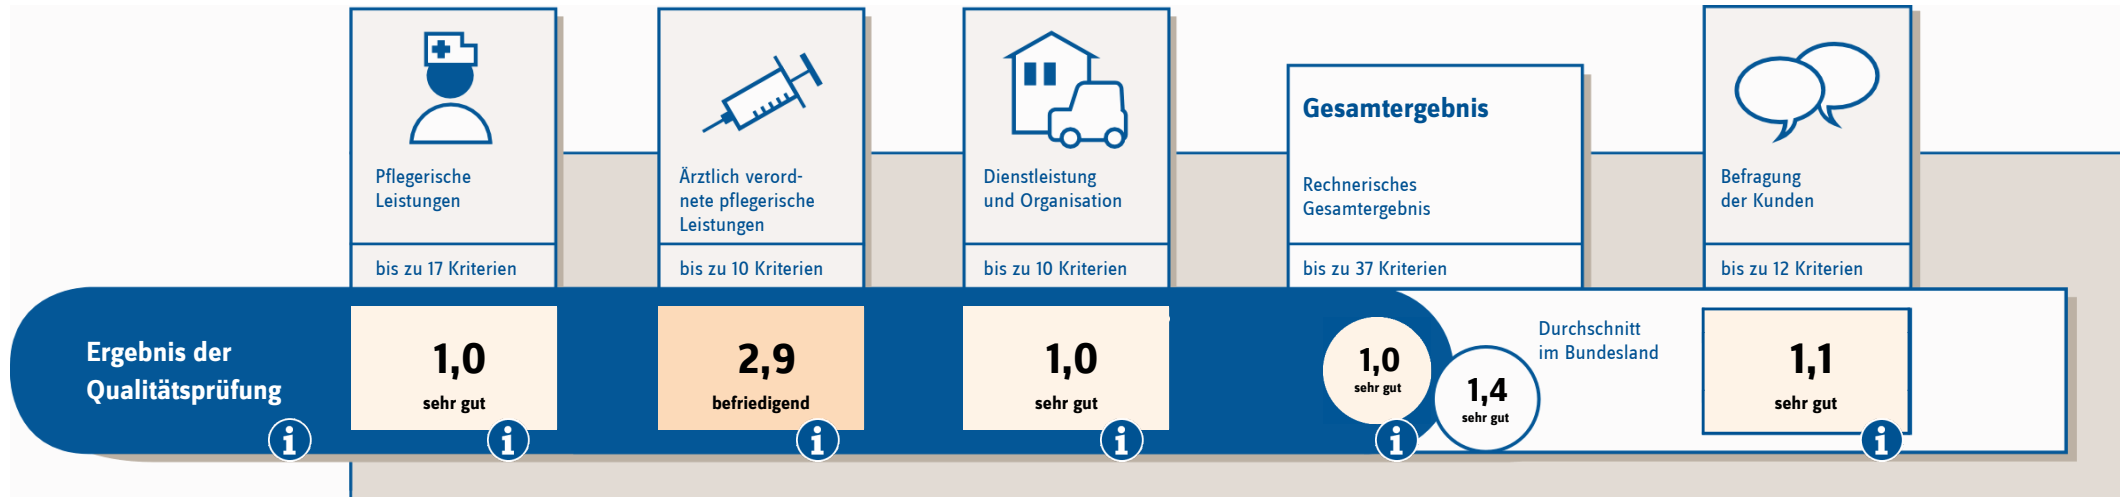 Pflegerische
Leistungen
bis zu 17 Kriterien
Ärztlich verord-
nete pflegerische
Leistungen
bis zu 10 Kriterien
Dienstleistung
und Organisation
bis zu 10 Kriterien
Gesamtergebnis
Rechnerisches
Gesamtergebnis
bis zu 37 Kriterien
Befragung
der Kunden
bis zu 12 Kriterien
Ergebnis der
Qualitätsprüfung
i
1,0
sehr gut
i
2,9
befriedigend
i
1,0
sehr gut
i
1,0
sehr gut
i
1,4
sehr gut
Durchschnitt
im Bundesland
1,1
sehr gut
i